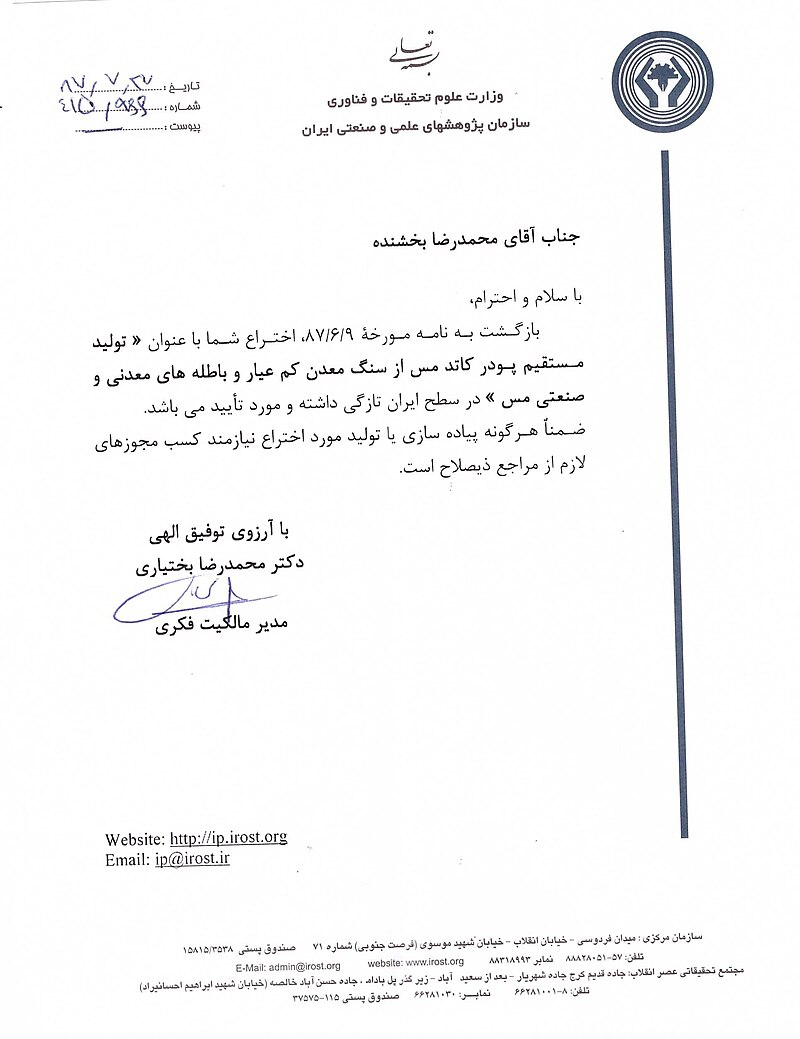 بسمه تعالی
وزارت علوم تحقیقات و فناوری
سازمان پژوهشهای علمی و صنعتی ایران
تاریخ :
شماره :
پیوست :
جناب آقای محمدرضا بخشنده
با سلام و احترام،
بازگشت به نامه مورخهٔ ۸۷/۶/۹، اختراع شما با عنوان « تولید
مستقیم پودر کاتد مس از سنگ معدن کم عیار و باطله های معدنی و
صنعتی مس » در سطح ایران تازگی داشته و مورد تأیید می باشد.
ضمناً هرگونه پیاده سازی یا تولید مورد اختراع نیازمند کسب مجوزهای
لازم از مراجع ذیصلاح است.
با آرزوی توفیق الهی
دکتر محمدرضا بختیاری
مدیر مالکیت فکری
Website: http://ip.irost.org
Email: ip@irost.ir
سازمان مرکزی : میدان فردوسی – خیابان انقلاب – خیابان شهید موسوی (فرصت جنوبی) شماره ۷۱ صندوق پستی ۱۵۸۱۵/۳۵۳۸
تلفن: ۵۷-۸۸۸۲۸۰۵۱ نمابر ۸۸۳۱۸۹۹۳ website: www.irost.org E-Mail: admin@irost.org
مجتمع تحقیقاتی عصر انقلاب: جاده قدیم کرج جاده شهریار – بعد از سعید آباد – زیر گذر پل بادامک ، جاده حسن آباد خالصه (خیابان شهید ابراهیم احسانیراد)
تلفن: ۸-۶۶۲۸۱۰۰۱ نمابر: ۶۶۲۸۱۰۳۰ صندوق پستی ۱۱۵-۳۷۵۷۵